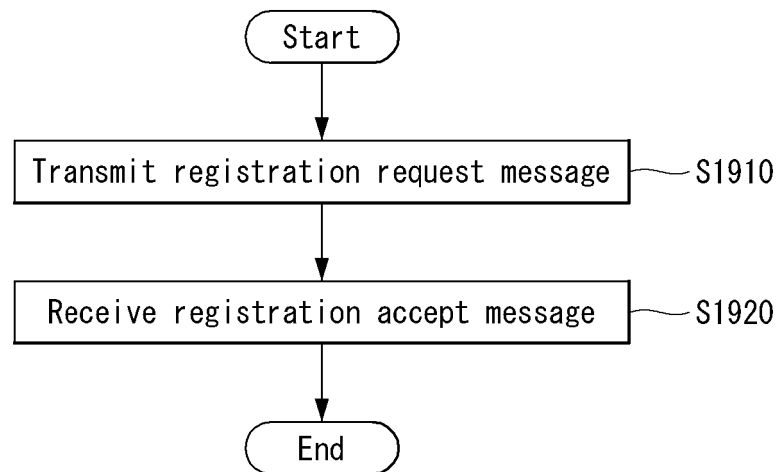 Start
Transmit registration request message
S1910
Receive registration accept message
S1920
End